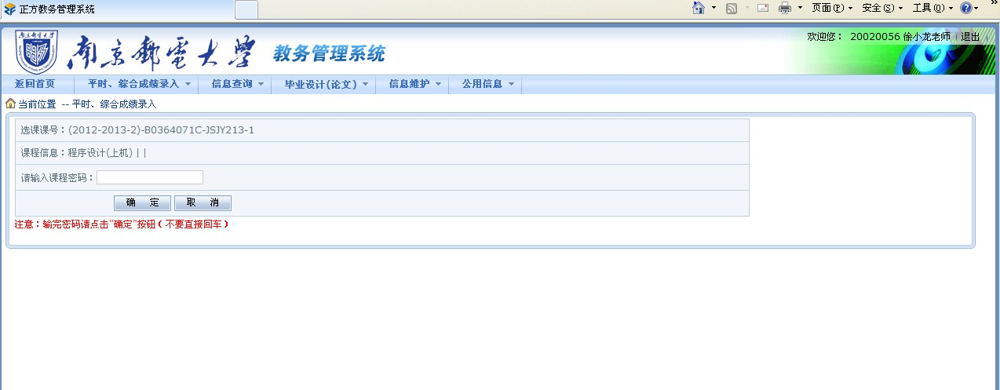 正方教务管理系统
页面(P) 安全(S) 工具(O) »
欢迎您： 20020056 徐小龙老师 | 退出
南京邮电大学
南京郵電大學 教务管理系统
返回首页 平时、综合成绩录入 信息查询 毕业设计(论文) 信息维护 公用信息
当前位置 -- 平时、综合成绩录入
选课课号：(2012-2013-2)-B0364071C-JSJY213-1
课程信息：程序设计(上机) | |
请输入课程密码：
确 定 取 消
注意：输完密码请点击"确定"按钮（不要直接回车）